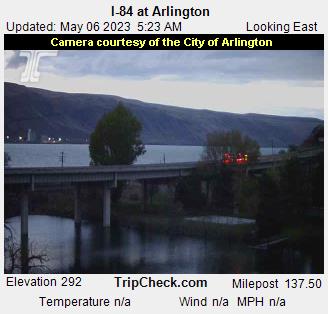 I-84 at Arlington
Updated: May 06 2023 5:23 AM Looking East
Camera courtesy of the City of Arlington
Elevation 292 TripCheck.com Milepost 137.50
Temperature n/a Wind n/a MPH n/a